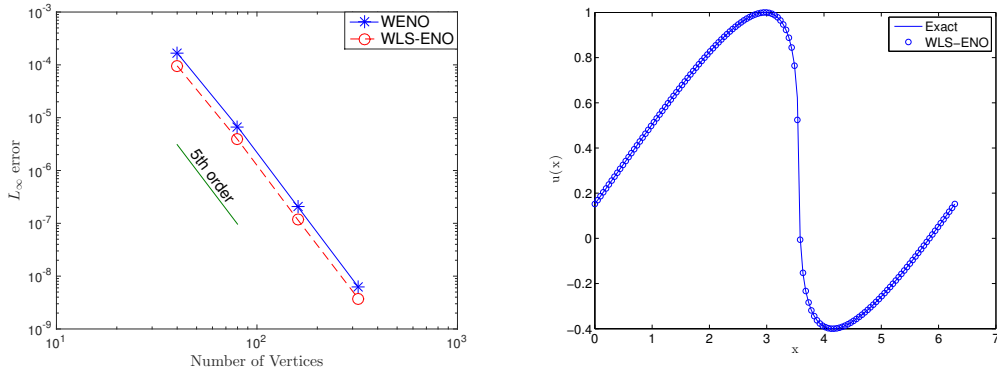 WENO
WLS-ENO
10^-3
10^-4
10^-5
10^-6
10^-7
10^-8
10^-9
L∞ error
5th order
10^1
10^2
10^3
Number of Vertices
Exact
WLS-ENO
1
0.8
0.6
0.4
0.2
0
-0.2
-0.4
u(x)
0
1
2
3
4
5
6
7
x